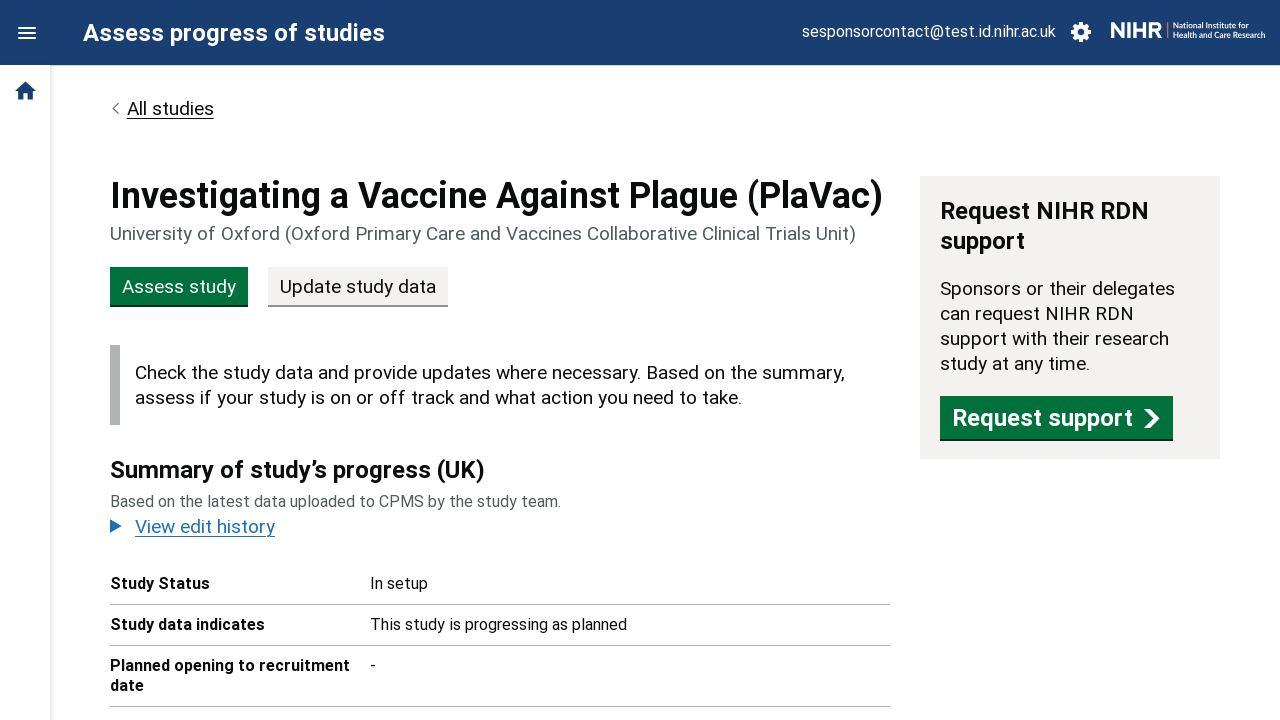 Assess progress of studies
sesponsorcontact@test.id.nihr.ac.uk
NIHR | National Institute for
Health and Care Research
All studies
Investigating a Vaccine Against Plague (PlaVac)
University of Oxford (Oxford Primary Care and Vaccines Collaborative Clinical Trials Unit)
Assess study
Update study data
Check the study data and provide updates where necessary. Based on the summary,
assess if your study is on or off track and what action you need to take.
Summary of study’s progress (UK)
Based on the latest data uploaded to CPMS by the study team.
View edit history
Study Status In setup
Study data indicates This study is progressing as planned
Planned opening to recruitment -
date
Request NIHR RDN
support
Sponsors or their delegates
can request NIHR RDN
support with their research
study at any time.
Request support